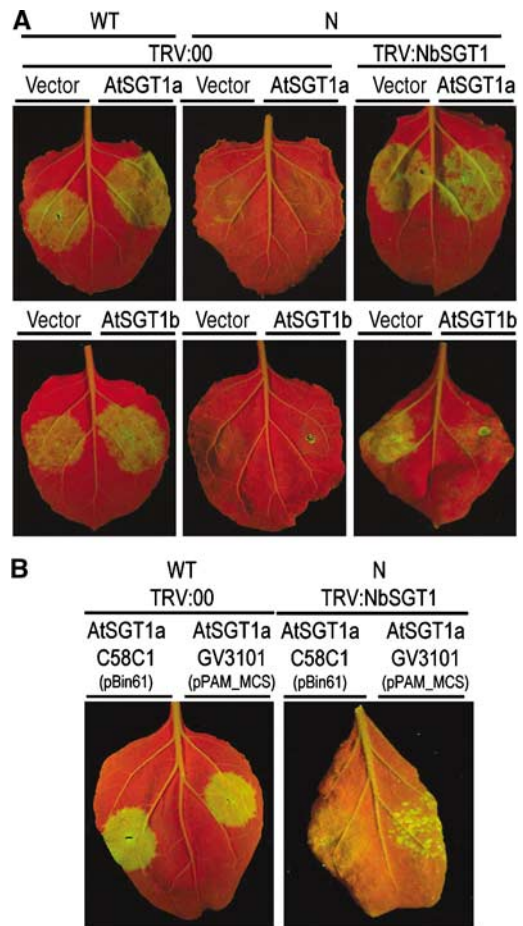 A
WT N
TRV:00 TRV:NbSGT1
Vector AtSGT1a Vector AtSGT1a Vector AtSGT1a
Vector AtSGT1b Vector AtSGT1b Vector AtSGT1b
B
WT N
TRV:00 TRV:NbSGT1
AtSGT1a AtSGT1a AtSGT1a AtSGT1a
C58C1 GV3101 C58C1 GV3101
(pBin61) (pPAM_MCS) (pBin61) (pPAM_MCS)